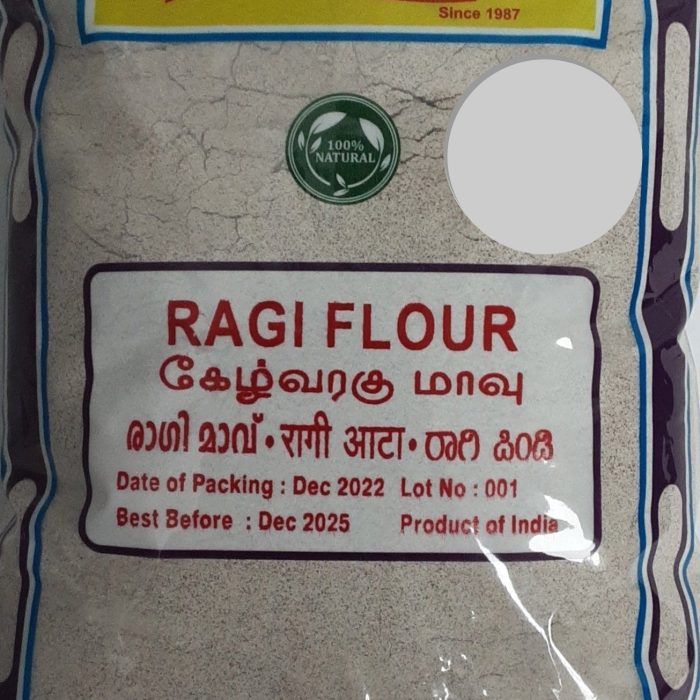 Since 1987
100%
NATURAL
RAGI FLOUR
கேழ்வரகு மாவு
രാഗി മാവ് • रागी आटा • రాగి పిండి
Date of Packing : Dec 2022 Lot No : 001
Best Before : Dec 2025 Product of India